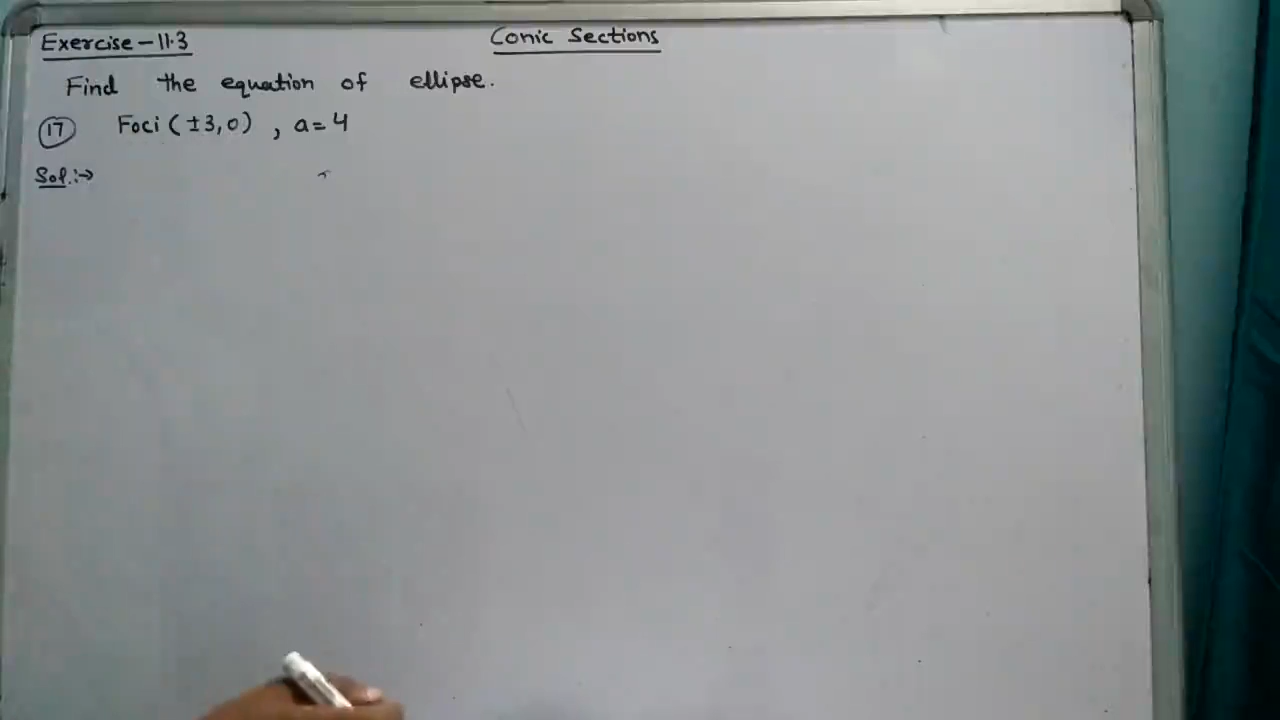 Exercise-11.3
Conic Sections
Find the equation of ellipse.
17 Foci (±3,0), a=4
Sol.:→